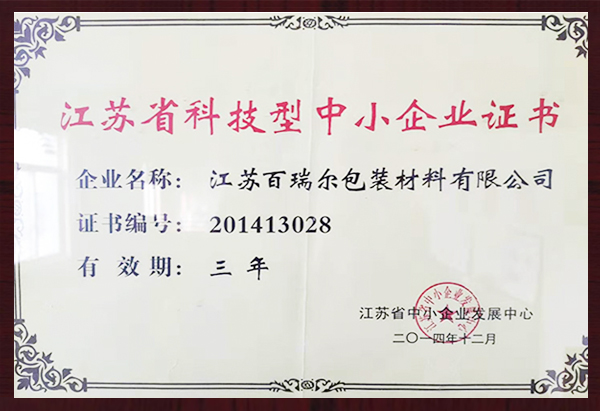 江苏省科技型中小企业证书
企业名称：江苏百瑞尔包装材料有限公司
证书编号：201413028
有效期：三年
江苏省中小企业发展中心
二〇一四年十二月